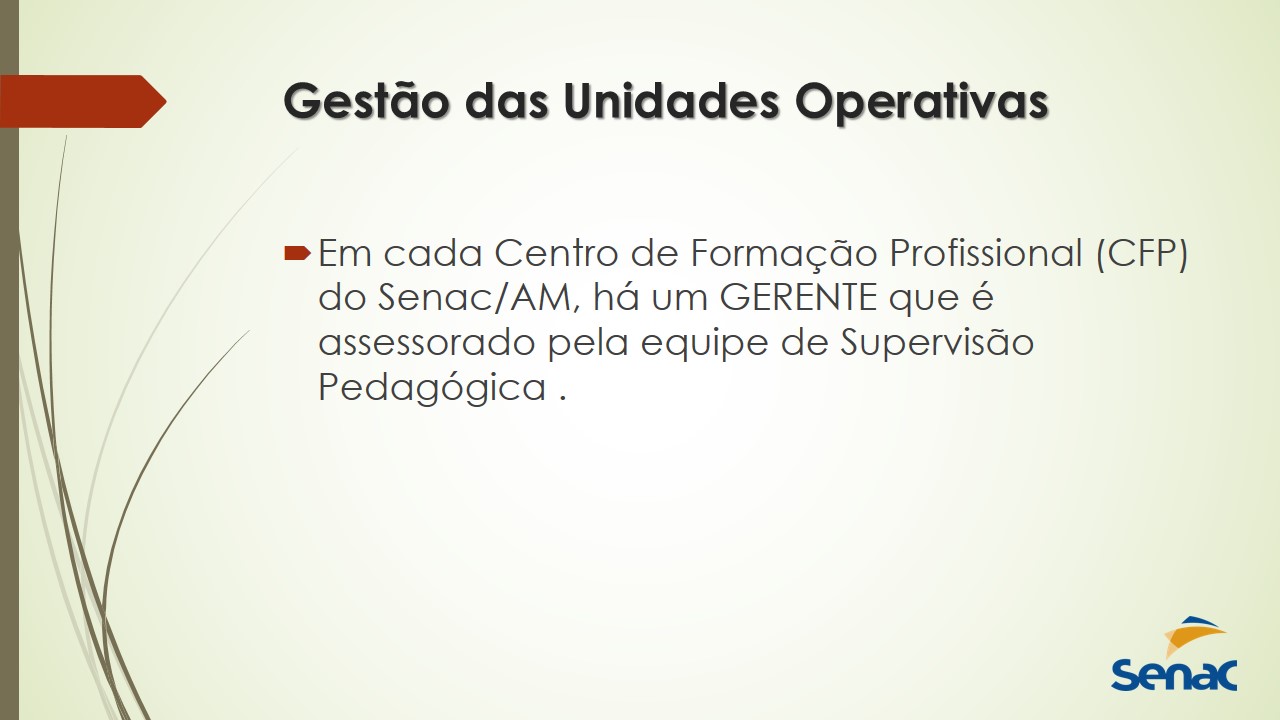 Gestão das Unidades Operativas
Em cada Centro de Formação Profissional (CFP)
do Senac/AM, há um GERENTE que é
assessorado pela equipe de Supervisão
Pedagógica .
Senac